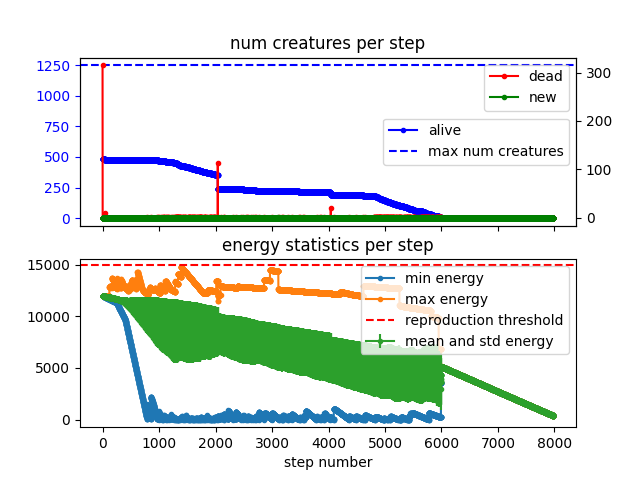 num creatures per step
1250
1000
750
500
250
0
300
200
100
0
dead
new
alive
max num creatures
energy statistics per step
15000
10000
5000
0
min energy
max energy
reproduction threshold
mean and std energy
0 1000 2000 3000 4000 5000 6000 7000 8000
step number